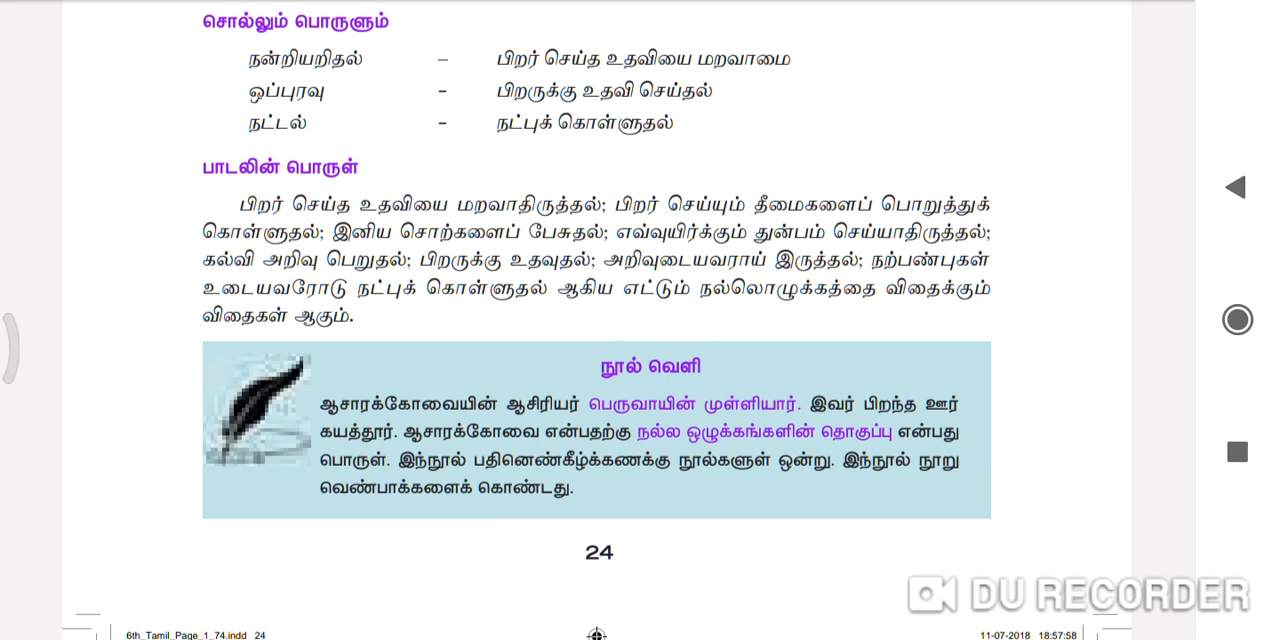 சொல்லும் பொருளும்
நன்றியறிதல் – பிறர் செய்த உதவியை மறவாமை
ஒப்புரவு - பிறருக்கு உதவி செய்தல்
நட்டல் - நட்புக் கொள்ளுதல்
பாடலின் பொருள்
பிறர் செய்த உதவியை மறவாதிருத்தல்; பிறர் செய்யும் தீமைகளைப் பொறுத்துக்
கொள்ளுதல்; இனிய சொற்களைப் பேசுதல்; எவ்வுயிர்க்கும் துன்பம் செய்யாதிருத்தல்;
கல்வி அறிவு பெறுதல்; பிறருக்கு உதவுதல்; அறிவுடையவராய் இருத்தல்; நற்பண்புகள்
உடையவரோடு நட்புக் கொள்ளுதல் ஆகிய எட்டும் நல்லொழுக்கத்தை விதைக்கும்
விதைகள் ஆகும்.
நூல் வெளி
ஆசாரக்கோவையின் ஆசிரியர் பெருவாயின் முள்ளியார். இவர் பிறந்த ஊர்
கயத்தூர். ஆசாரக்கோவை என்பதற்கு நல்ல ஒழுக்கங்களின் தொகுப்பு என்பது
பொருள். இந்நூல் பதினெண்கீழ்க்கணக்கு நூல்களுள் ஒன்று. இந்நூல் நூறு
வெண்பாக்களைக் கொண்டது.
24
DU RECORDER
6th_Tamil_Page_1_74.indd 24 11-07-2018 18:57:58